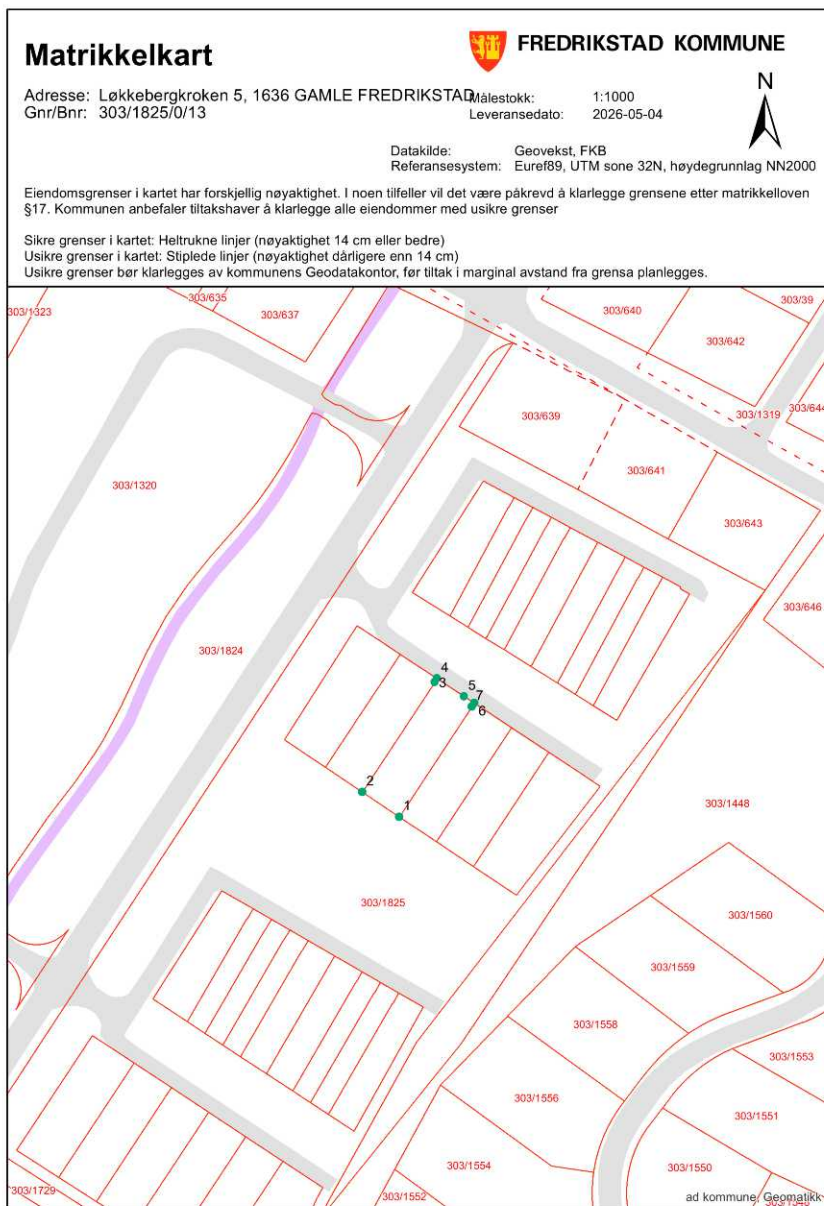 Matrikkelkart
FREDRIKSTAD KOMMUNE
Adresse: Løkkebergkroken 5, 1636 GAMLE FREDRIKSTAD
Gnr/Bnr: 303/1825/0/13
Målestokk: 1:1000
Leveransedato: 2026-05-04
N
Datakilde: Geovekst, FKB
Referansesystem: Euref89, UTM sone 32N, høydegrunnlag NN2000
Eiendomsgrenser i kartet har forskjellig nøyaktighet. I noen tilfeller vil det være påkrevd å klarlegge grensene etter matrikkelloven
§17. Kommunen anbefaler tiltakshaver å klarlegge alle eiendommer med usikre grenser
Sikre grenser i kartet: Heltrukne linjer (nøyaktighet 14 cm eller bedre)
Usikre grenser i kartet: Stiplede linjer (nøyaktighet dårligere enn 14 cm)
Usikre grenser bør klarlegges av kommunens Geodatakontor, før tiltak i marginal avstand fra grensa planlegges.
303/635
303/39
303/1323
303/637
303/640
303/642
303/644
303/639
303/1319
303/641
303/1320
303/643
303/646
303/1824
4
3
5
7
6
2
1
303/1448
303/1825
303/1560
303/1559
303/1558
303/1553
303/1556
303/1551
303/1554
303/1550
303/1729
303/1552
ad kommune, Geomatikk